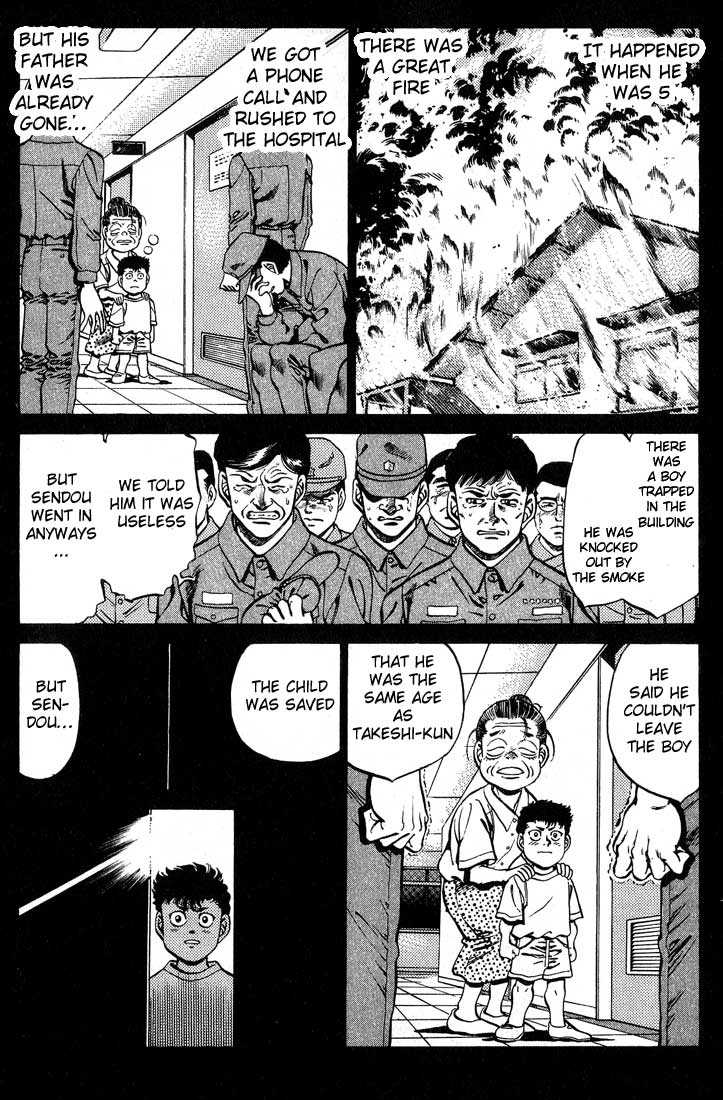 IT HAPPENED
WHEN HE
WAS 5
THERE WAS
A GREAT
FIRE
WE GOT
A PHONE
CALL AND
RUSHED TO
THE HOSPITAL
BUT HIS
FATHER
WAS
ALREADY
GONE...
THERE
WAS
A BOY
TRAPPED
IN THE
BUILDING
HE WAS
KNOCKED
OUT BY
THE SMOKE
WE TOLD
HIM IT WAS
USELESS
BUT
SENDOU
WENT IN
ANYWAYS
...
HE
SAID HE
COULDN'T
LEAVE
THE BOY
THAT HE
WAS THE
SAME AGE
AS
TAKESHI-KUN
THE CHILD
WAS SAVED
BUT
SEN-
DOU...